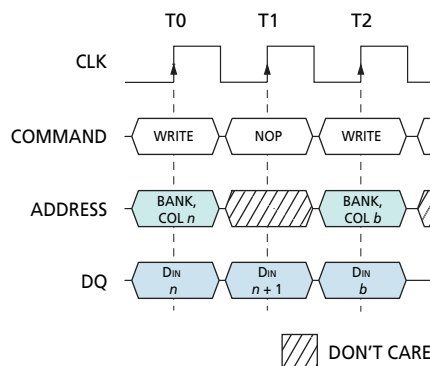 T0 T1 T2
CLK
COMMAND WRITE NOP WRITE
BANK, BANK,
ADDRESS COL n COL b
DIN DIN DIN
DQ n n + 1 b
DON'T CARE